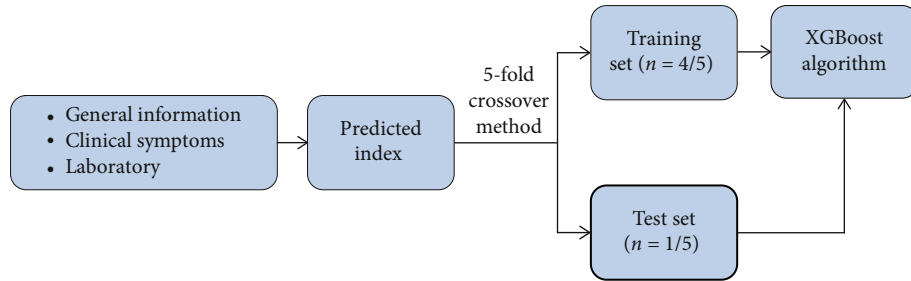 • General information
• Clinical symptoms
• Laboratory
Predicted
index
5-fold
crossover
method
Training
set (n = 4/5)
XGBoost
algorithm
Test set
(n = 1/5)